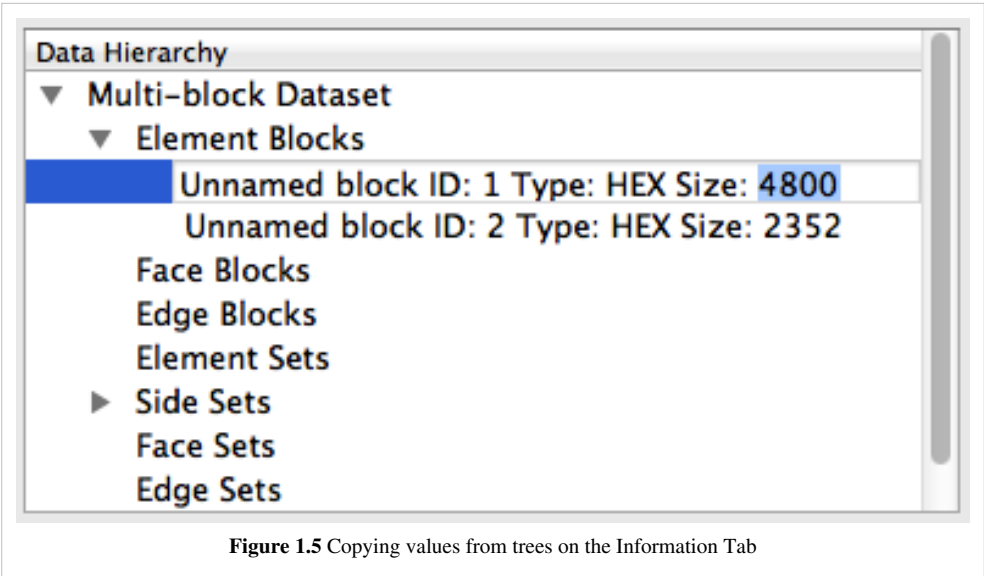 Data Hierarchy
Multi-block Dataset
Element Blocks
Unnamed block ID: 1 Type: HEX Size: 4800
Unnamed block ID: 2 Type: HEX Size: 2352
Face Blocks
Edge Blocks
Element Sets
Side Sets
Face Sets
Edge Sets
Figure 1.5 Copying values from trees on the Information Tab